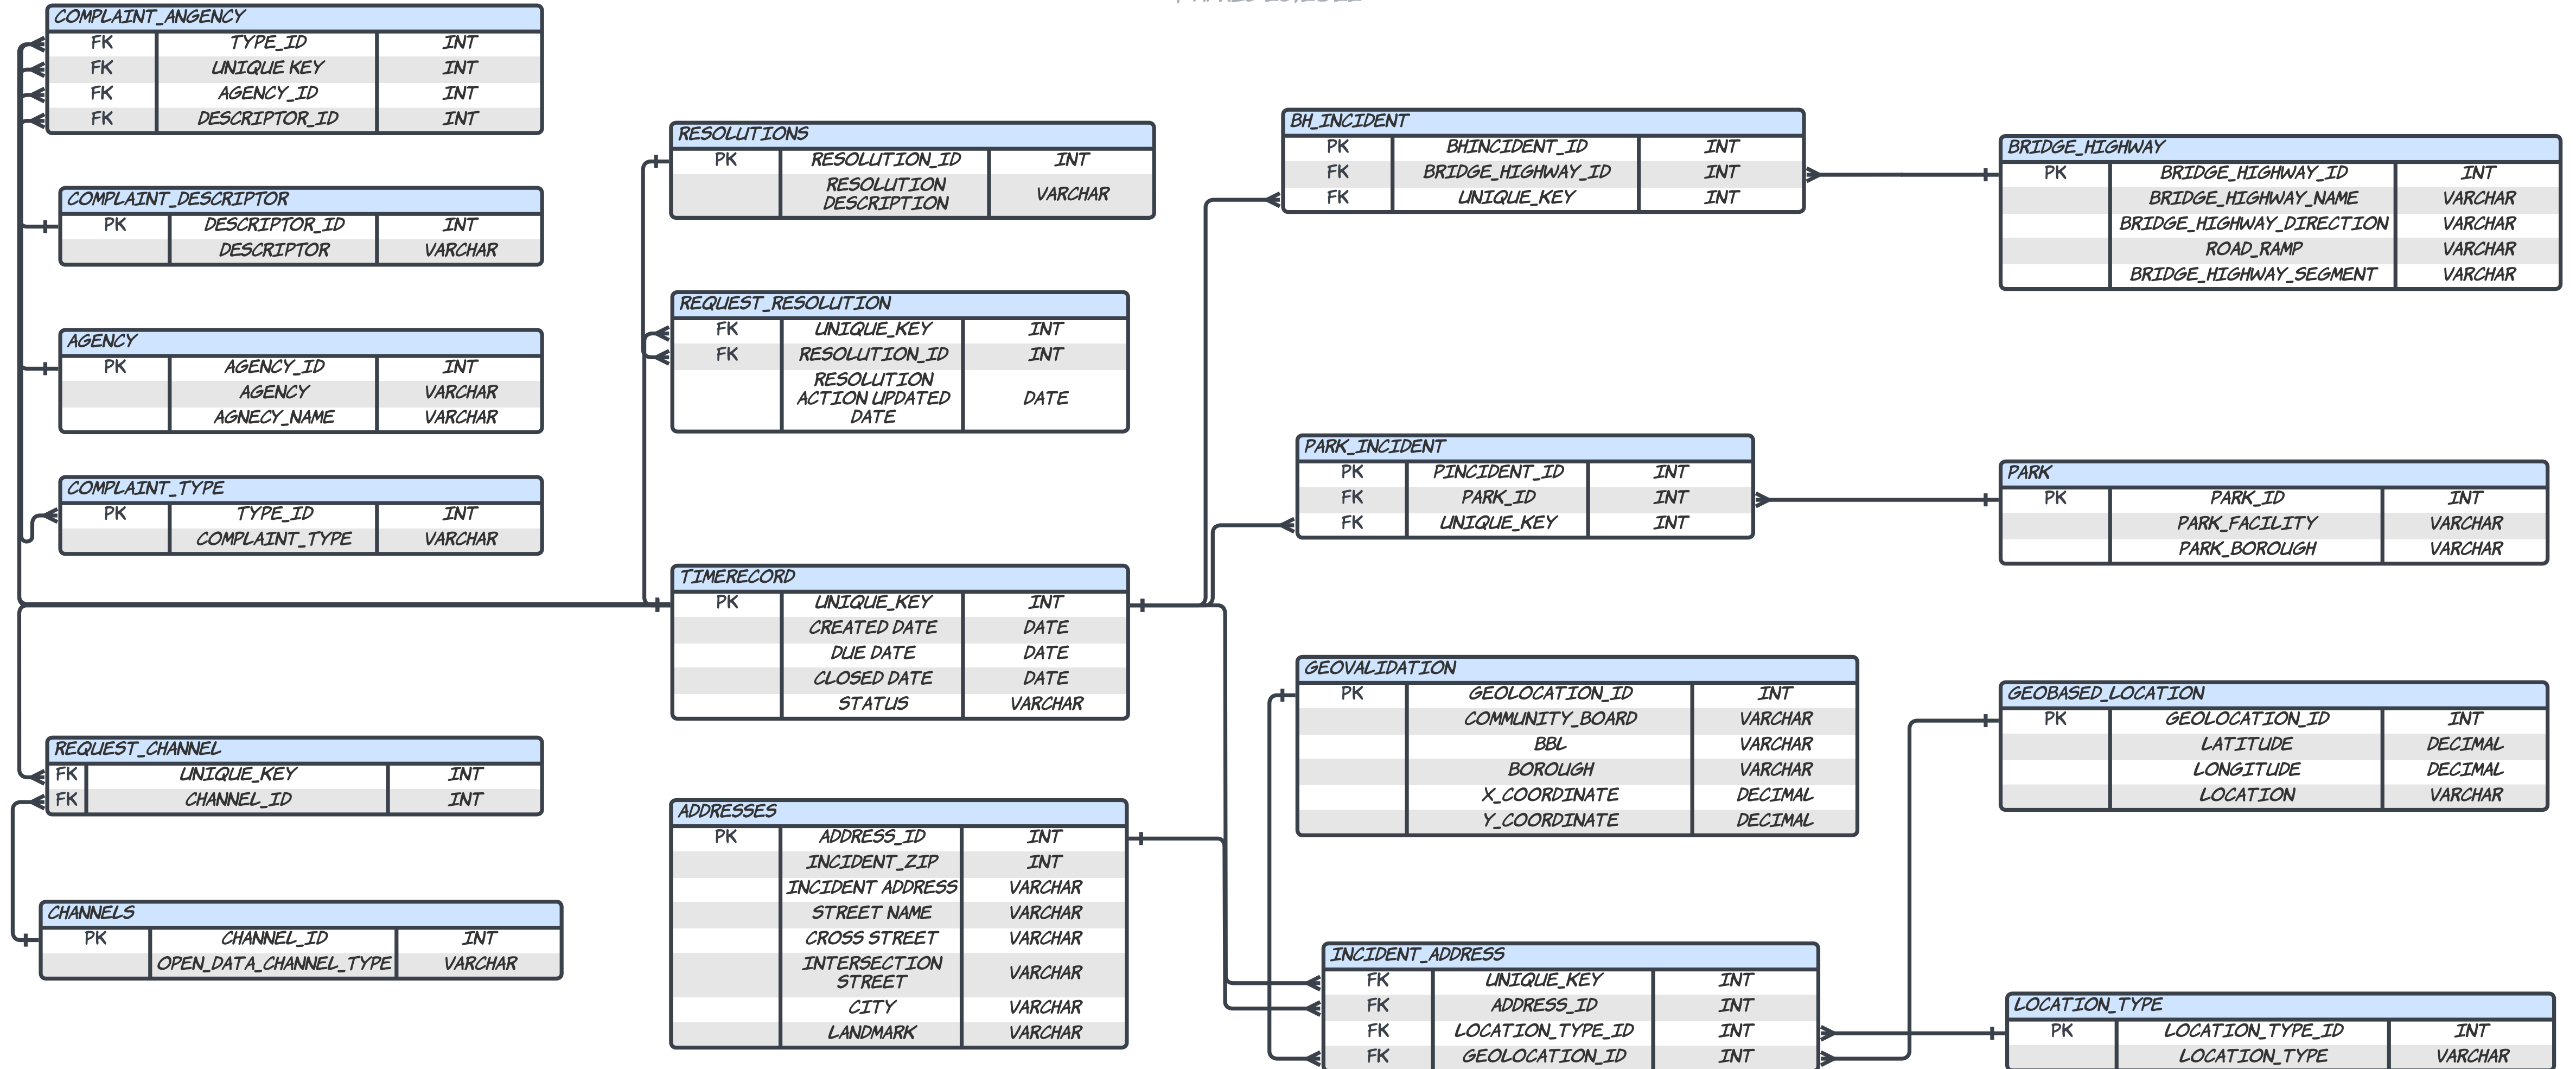 COMPLAINT_ANGENCY
FK TYPE_ID INT
FK UNIQUE KEY INT
FK AGENCY_ID INT
FK DESCRIPTOR_ID INT
COMPLAINT_DESCRIPTOR
PK DESCRIPTOR_ID INT
DESCRIPTOR VARCHAR
AGENCY
PK AGENCY_ID INT
AGENCY VARCHAR
AGNECY_NAME VARCHAR
COMPLAINT_TYPE
PK TYPE_ID INT
COMPLAINT_TYPE VARCHAR
REQUEST_CHANNEL
FK UNIQUE_KEY INT
FK CHANNEL_ID INT
CHANNELS
PK CHANNEL_ID INT
OPEN_DATA_CHANNEL_TYPE VARCHAR
RESOLUTIONS
PK RESOLUTION_ID INT
RESOLUTION
DESCRIPTION VARCHAR
REQUEST_RESOLUTION
FK UNIQUE_KEY INT
FK RESOLUTION_ID INT
RESOLUTION
ACTION UPDATED DATE
DATE
TIMERECORD
PK UNIQUE_KEY INT
CREATED DATE DATE
DUE DATE DATE
CLOSED DATE DATE
STATUS VARCHAR
ADDRESSES
PK ADDRESS_ID INT
INCIDENT_ZIP INT
INCIDENT ADDRESS VARCHAR
STREET NAME VARCHAR
CROSS STREET VARCHAR
INTERSECTION
STREET VARCHAR
CITY VARCHAR
LANDMARK VARCHAR
BH_INCIDENT
PK BHINCIDENT_ID INT
FK BRIDGE_HIGHWAY_ID INT
FK UNIQUE_KEY INT
PARK_INCIDENT
PK PINCIDENT_ID INT
FK PARK_ID INT
FK UNIQUE_KEY INT
GEOVALIDATION
PK GEOLOCATION_ID INT
COMMUNITY_BOARD VARCHAR
BBL VARCHAR
BOROUGH VARCHAR
X_COORDINATE DECIMAL
Y_COORDINATE DECIMAL
INCIDENT_ADDRESS
FK UNIQUE_KEY INT
FK ADDRESS_ID INT
FK LOCATION_TYPE_ID INT
FK GEOLOCATION_ID INT
BRIDGE_HIGHWAY
PK BRIDGE_HIGHWAY_ID INT
BRIDGE_HIGHWAY_NAME VARCHAR
BRIDGE_HIGHWAY_DIRECTION VARCHAR
ROAD_RAMP VARCHAR
BRIDGE_HIGHWAY_SEGMENT VARCHAR
PARK
PK PARK_ID INT
PARK_FACILITY VARCHAR
PARK_BOROUGH VARCHAR
GEOBASED_LOCATION
PK GEOLOCATION_ID INT
LATITUDE DECIMAL
LONGITUDE DECIMAL
LOCATION VARCHAR
LOCATION_TYPE
PK LOCATION_TYPE_ID INT
LOCATION_TYPE VARCHAR